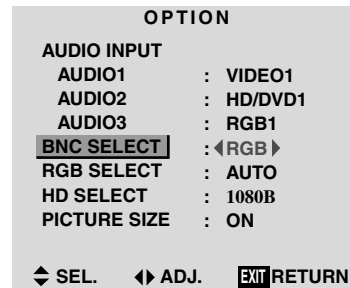 OPTION
AUDIO INPUT
AUDIO1 : VIDEO1
AUDIO2 : HD/DVD1
AUDIO3 : RGB1
BNC SELECT : RGB
RGB SELECT : AUTO
HD SELECT : 1080B
PICTURE SIZE : ON
SEL. ADJ. EXIT RETURN